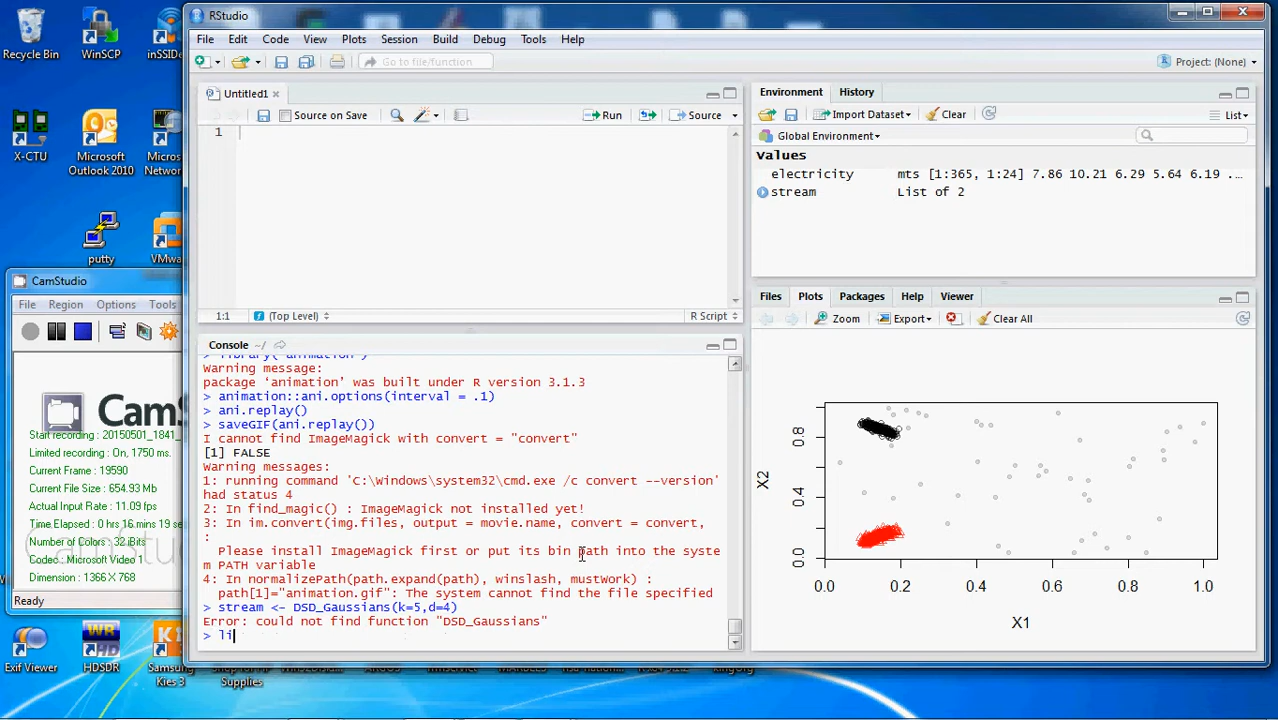 RStudio
File Edit Code View Plots Session Build Debug Tools Help
Go to file/function
Project: (None)
Recycle Bin
WinSCP
inSSIDe
X-CTU
Microsoft Outlook 2010
Micros Networ
putty
VMwa
Untitled1
Source on Save
Run
Source
1
1:1
(Top Level)
R Script
Environment History
Import Dataset
Clear
List
Global Environment
Values
electricity mts [1:365, 1:24] 7.86 10.21 6.29 5.64 6.19 ...
stream List of 2
Files Plots Packages Help Viewer
Zoom
Export
Clear All
X2
0.0 0.4 0.8
0.0 0.2 0.4 0.6 0.8 1.0
X1
CamStudio
File Region Options Tools
CamS
Start recording : 20150501_1841_
Limited recording : On, 1750 ms.
Current Frame : 19590
Current File Size : 654.93 Mb
Actual Input Rate : 11.09 fps
Time Elapsed : 0 hrs 16 mins 19
Number of Colors : 32 Bits
Codec : Microsoft Video 1
Dimension : 1366 X 768
Ready
Exif Viewer
HDSDR
Samsung Kies 3
Supplies
Console ~/
> library("animation")
Warning message:
package ‘animation’ was built under R version 3.1.3
> animation::ani.options(interval = .1)
> ani.replay()
> saveGIF(ani.replay())
I cannot find ImageMagick with convert = "convert"
[1] FALSE
Warning messages:
1: running command 'C:\Windows\system32\cmd.exe /c convert --version'
had status 4
2: In find_magic() : ImageMagick not installed yet!
3: In im.convert(img.files, output = movie.name, convert = convert,
:
Please install ImageMagick first or put its bin path into the syste
m PATH variable
4: In normalizePath(path.expand(path), winslash, mustWork) :
path[1]="animation.gif": The system cannot find the file specified
> stream <- DSD_Gaussians(k=5,d=4)
Error: could not find function "DSD_Gaussians"
> li